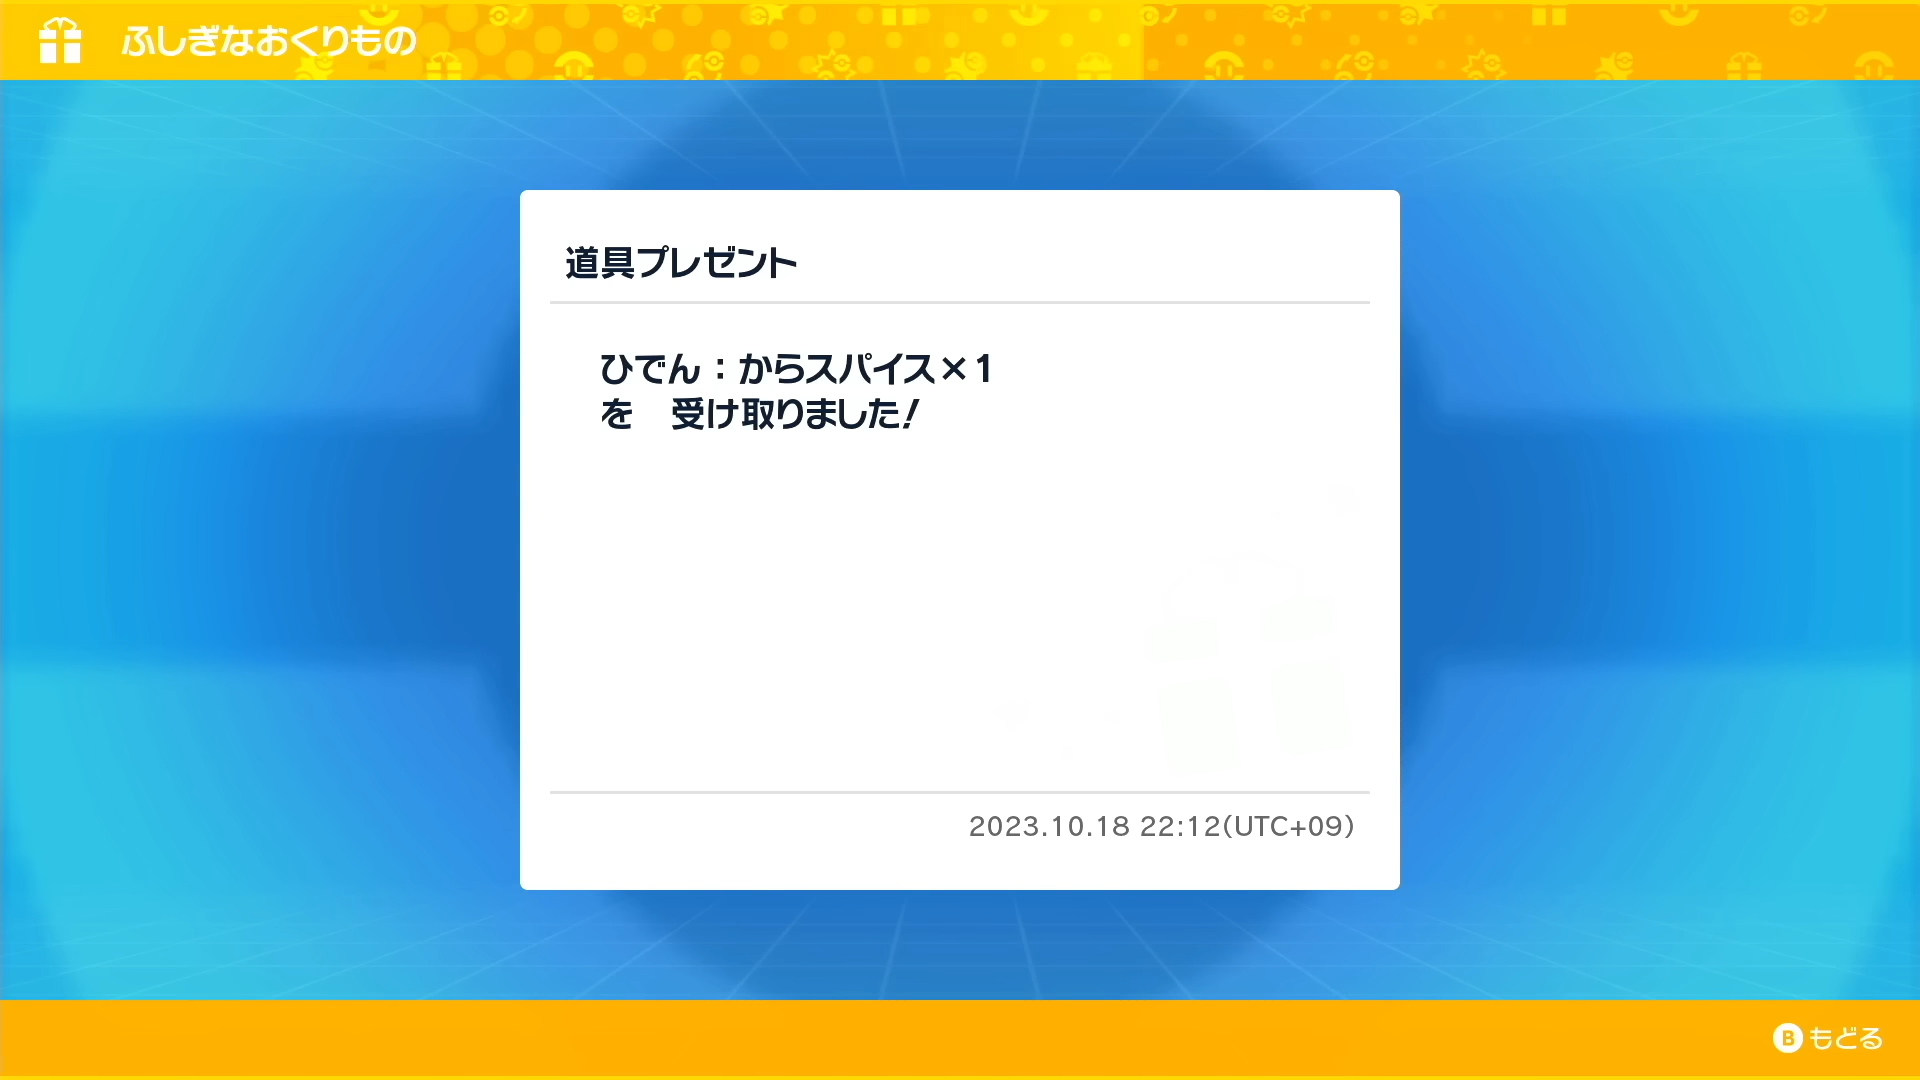 ふしぎなおくりもの
道具プレゼント
ひでん：からスパイス×1
を　受け取りました！
2023.10.18 22:12(UTC+09)
B もどる